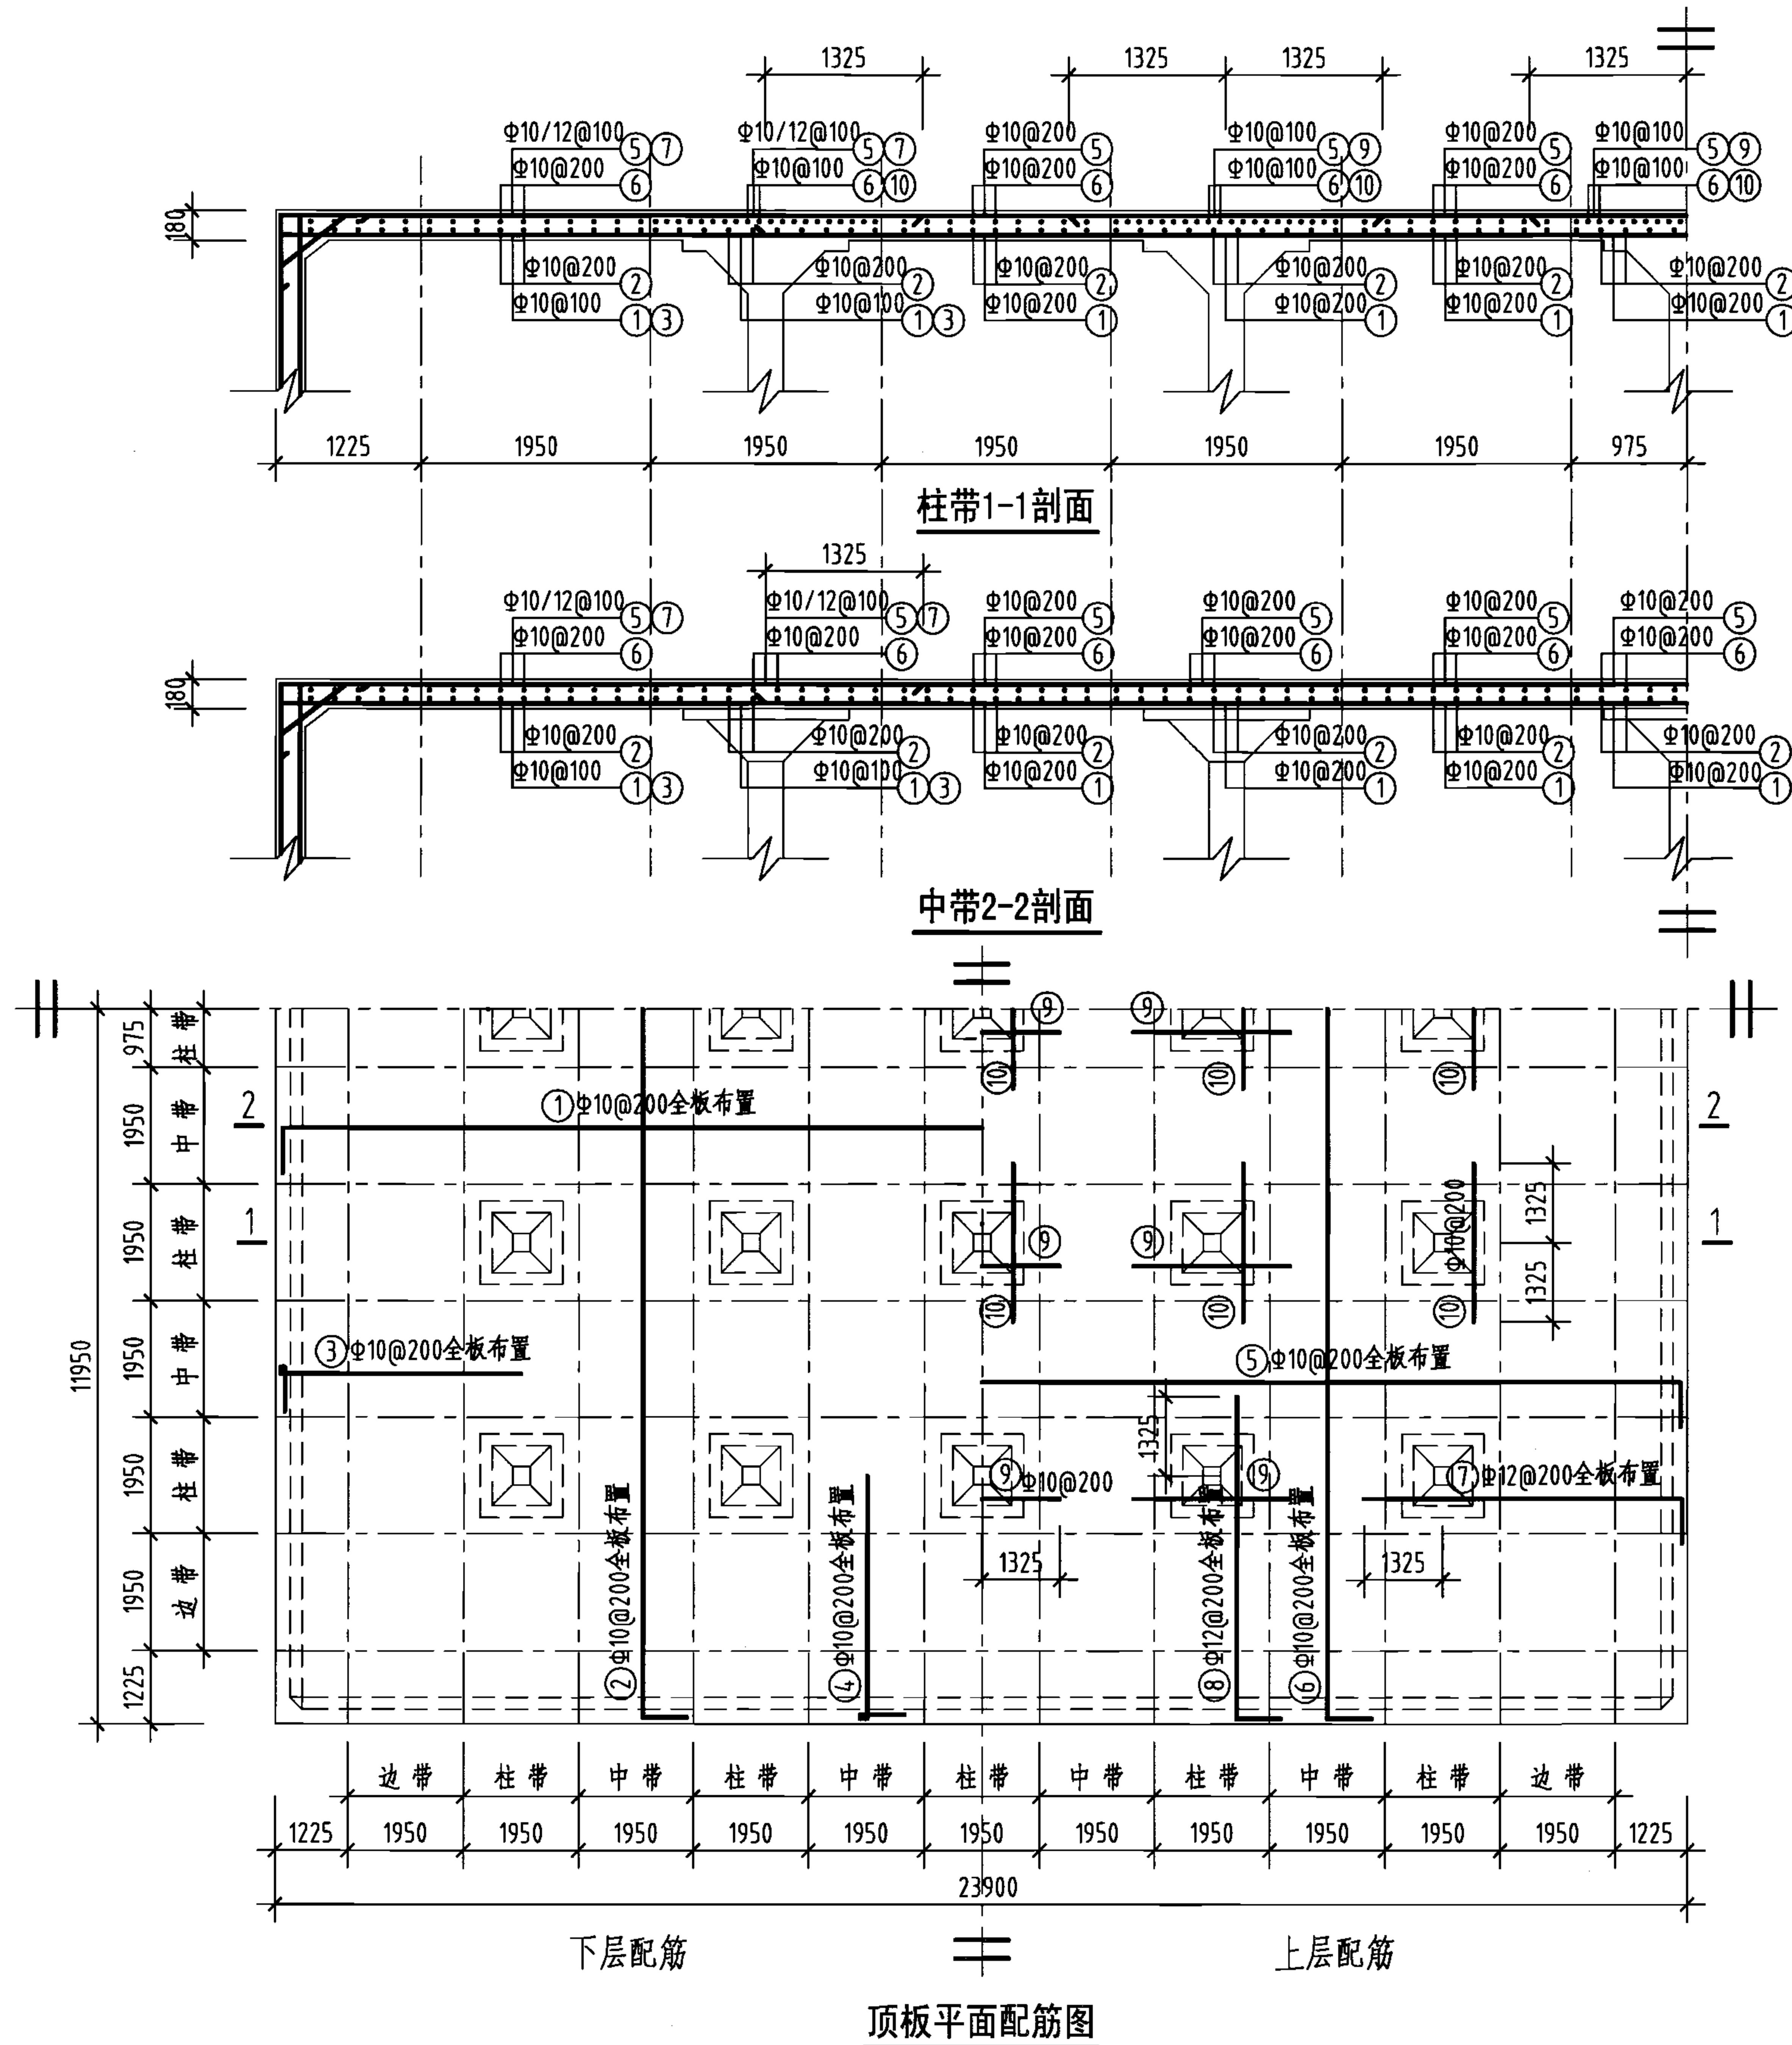 1325 1325 1325 1325
Φ10/12@100 ⑤⑦ Φ10/12@100 ⑤⑦ Φ10@200 ⑤ Φ10@100 ⑤⑨ Φ10@200 ⑤ Φ10@100 ⑤⑨
Φ10@200 ⑥ Φ10@100 ⑥⑩ Φ10@200 ⑥ Φ10@100 ⑥⑩ Φ10@200 ⑥ Φ10@100 ⑥⑩
180
Φ10@200 ② Φ10@200 ② Φ10@200 ② Φ10@200 ② Φ10@200 ② Φ10@200 ②
Φ10@100 ①③ Φ10@100 ①③ Φ10@200 ① Φ10@200 ① Φ10@200 ① Φ10@200 ①
1225 1950 1950 1950 1950 1950 975
柱带1-1剖面
1325
Φ10/12@100 ⑤⑦ Φ10/12@100 ⑤⑦ Φ10@200 ⑤ Φ10@200 ⑤ Φ10@200 ⑤ Φ10@200 ⑤
Φ10@200 ⑥ Φ10@200 ⑥ Φ10@200 ⑥ Φ10@200 ⑥ Φ10@200 ⑥ Φ10@200 ⑥
180
Φ10@200 ② Φ10@200 ② Φ10@200 ② Φ10@200 ② Φ10@200 ② Φ10@200 ②
Φ10@100 ①③ Φ10@100 ①③ Φ10@200 ① Φ10@200 ① Φ10@200 ① Φ10@200 ①
中带2-2剖面
11950
975 柱带
1950 中带
1950 柱带
1950 中带
1950 柱带
1950 边带
1225
⑨ ⑨
⑩ ⑩ ⑩
2 ①Φ10@200全板布置 2
1 ⑨ ⑨ Φ10@200 1325 1
⑩ ⑩ ⑩ 1325
③Φ10@200全板布置 ⑤Φ10@200全板布置
1325
⑨Φ10@200 ⑲ ⑦Φ12@200全板布置
②Φ10@200全板布置
④Φ10@200全板布置
⑧Φ12@200全板布置
⑥Φ10@200全板布置
1325 1325
边带 柱带 中带 柱带 中带 柱带 中带 柱带 中带 柱带 边带
1225 1950 1950 1950 1950 1950 1950 1950 1950 1950 1950 1950 1225
23900
下层配筋 上层配筋
顶板平面配筋图